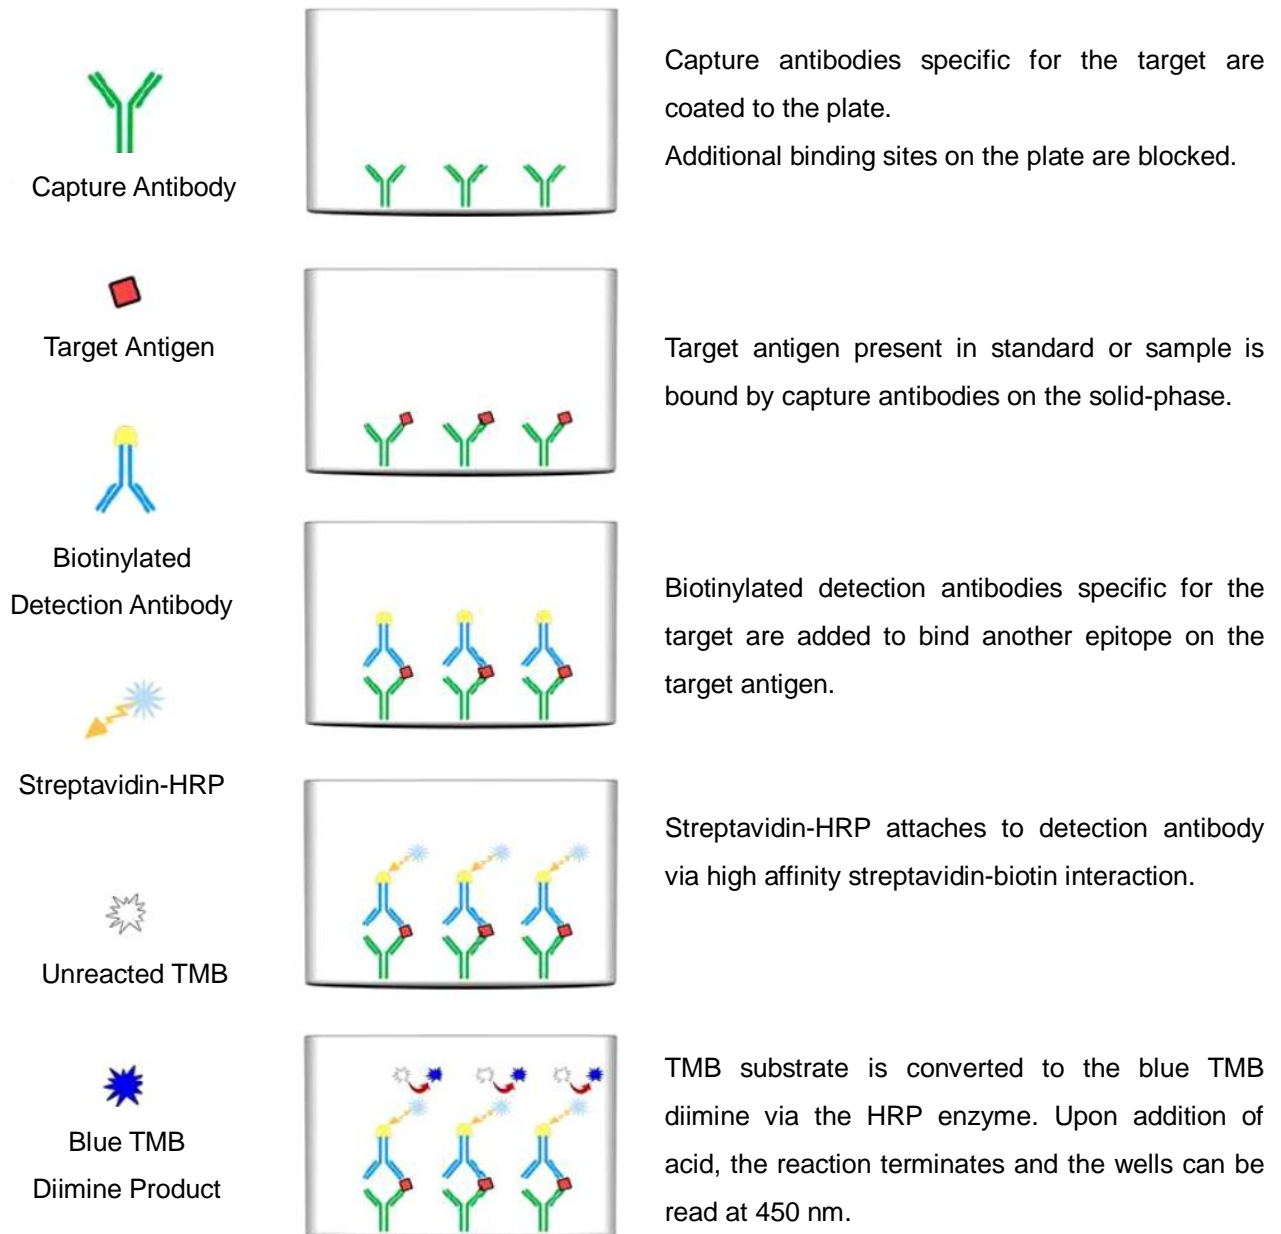 Capture Antibody
Target Antigen
Biotinylated
Detection Antibody
Streptavidin-HRP
Unreacted TMB
Blue TMB
Diimine Product
Capture antibodies specific for the target are
coated to the plate.
Additional binding sites on the plate are blocked.
Target antigen present in standard or sample is
bound by capture antibodies on the solid-phase.
Biotinylated detection antibodies specific for the
target are added to bind another epitope on the
target antigen.
Streptavidin-HRP attaches to detection antibody
via high affinity streptavidin-biotin interaction.
TMB substrate is converted to the blue TMB
diimine via the HRP enzyme. Upon addition of
acid, the reaction terminates and the wells can be
read at 450 nm.